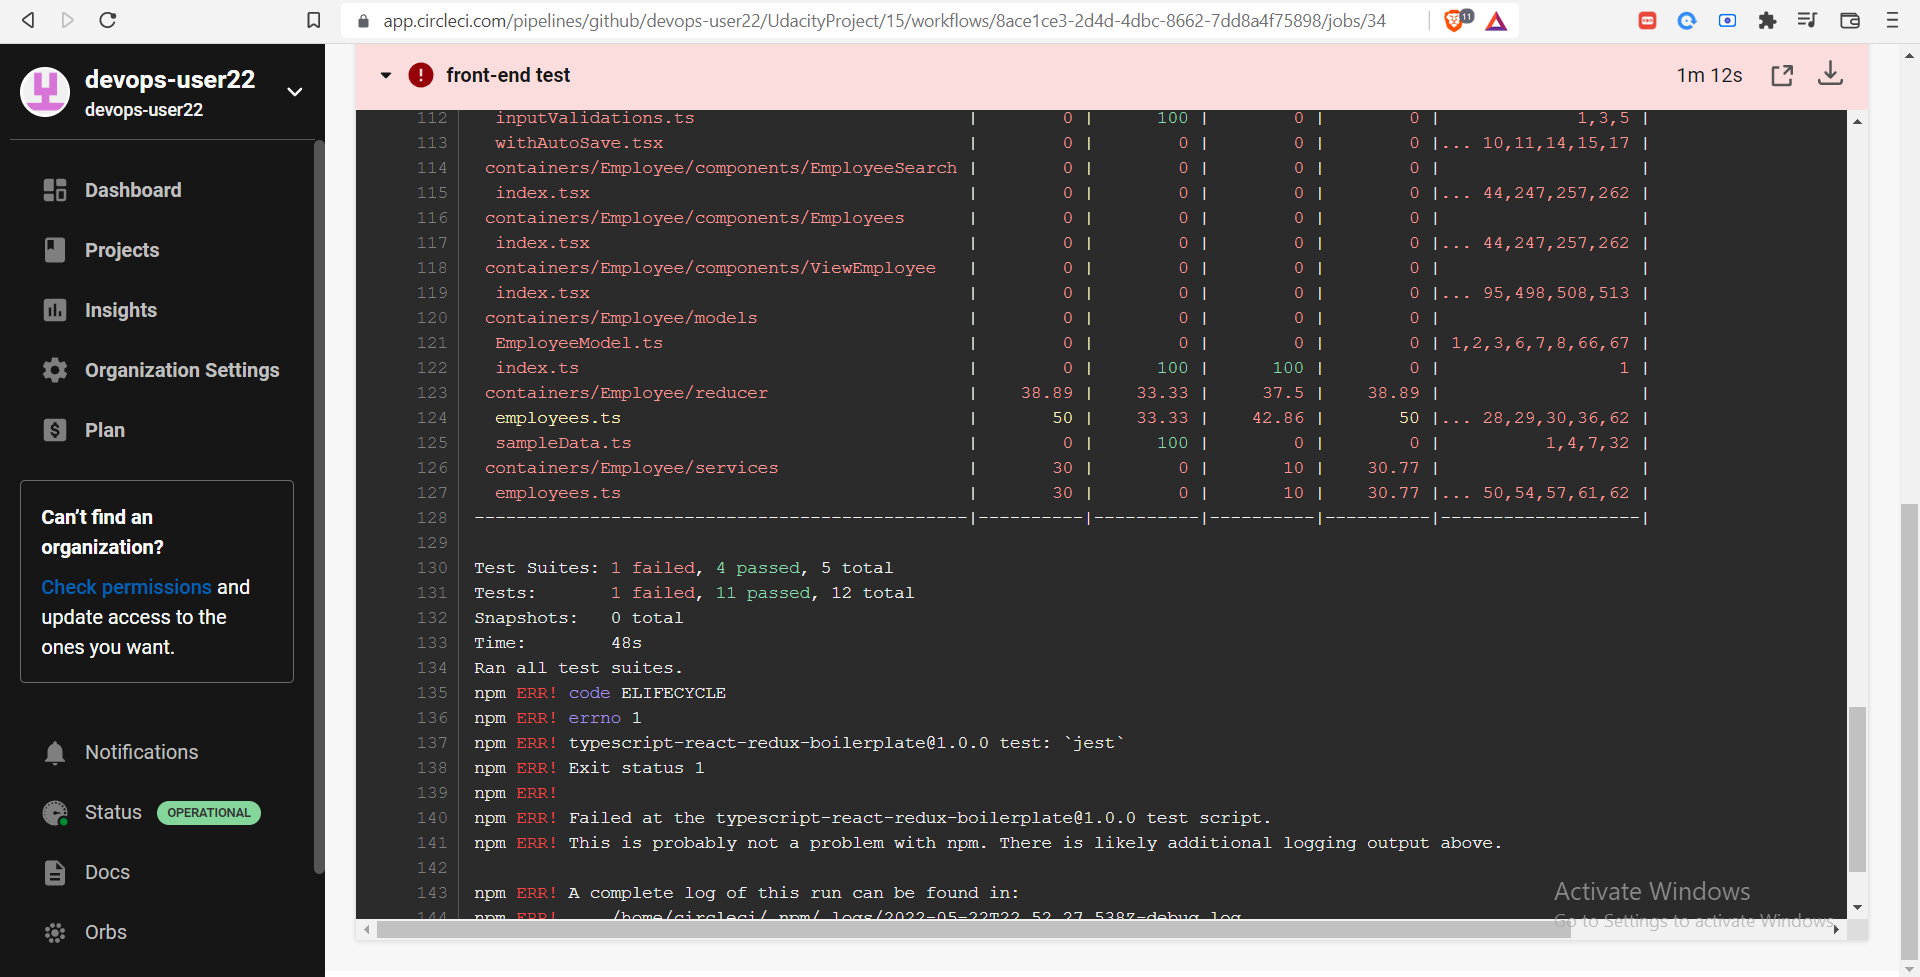 app.circleci.com/pipelines/github/devops-user22/UdacityProject/15/workflows/8ace1ce3-2d4d-4dbc-8662-7dd8a4f75898/jobs/34
11
devops-user22
devops-user22
Dashboard
Projects
Insights
Organization Settings
Plan
Can't find an
organization?
Check permissions and
update access to the
ones you want.
Notifications
Status OPERATIONAL
Docs
Orbs
front-end test 1m 12s
112 inputValidations.ts | 0 | 100 | 0 | 0 | 1,3,5 |
113 withAutoSave.tsx | 0 | 0 | 0 | 0 |... 10,11,14,15,17 |
114 containers/Employee/components/EmployeeSearch | 0 | 0 | 0 | 0 | |
115 index.tsx | 0 | 0 | 0 | 0 |... 44,247,257,262 |
116 containers/Employee/components/Employees | 0 | 0 | 0 | 0 | |
117 index.tsx | 0 | 0 | 0 | 0 |... 44,247,257,262 |
118 containers/Employee/components/ViewEmployee | 0 | 0 | 0 | 0 | |
119 index.tsx | 0 | 0 | 0 | 0 |... 95,498,508,513 |
120 containers/Employee/models | 0 | 0 | 0 | 0 | |
121 EmployeeModel.ts | 0 | 0 | 0 | 0 | 1,2,3,6,7,8,66,67 |
122 index.ts | 0 | 100 | 100 | 0 | 1 |
123 containers/Employee/reducer | 38.89 | 33.33 | 37.5 | 38.89 | |
124 employees.ts | 50 | 33.33 | 42.86 | 50 |... 28,29,30,36,62 |
125 sampleData.ts | 0 | 100 | 0 | 0 | 1,4,7,32 |
126 containers/Employee/services | 30 | 0 | 10 | 30.77 | |
127 employees.ts | 30 | 0 | 10 | 30.77 |... 50,54,57,61,62 |
128 -----------------------------------------------|----------|----------|----------|----------|-------------------|
129
130 Test Suites: 1 failed, 4 passed, 5 total
131 Tests: 1 failed, 11 passed, 12 total
132 Snapshots: 0 total
133 Time: 48s
134 Ran all test suites.
135 npm ERR! code ELIFECYCLE
136 npm ERR! errno 1
137 npm ERR! typescript-react-redux-boilerplate@1.0.0 test: `jest`
138 npm ERR! Exit status 1
139 npm ERR!
140 npm ERR! Failed at the typescript-react-redux-boilerplate@1.0.0 test script.
141 npm ERR! This is probably not a problem with npm. There is likely additional logging output above.
142
143 npm ERR! A complete log of this run can be found in:
144 npm ERR! /home/circleci/.npm/_logs/2022-05-22T22_52_27_538Z-debug.log
Activate Windows
Go to Settings to activate Windows.